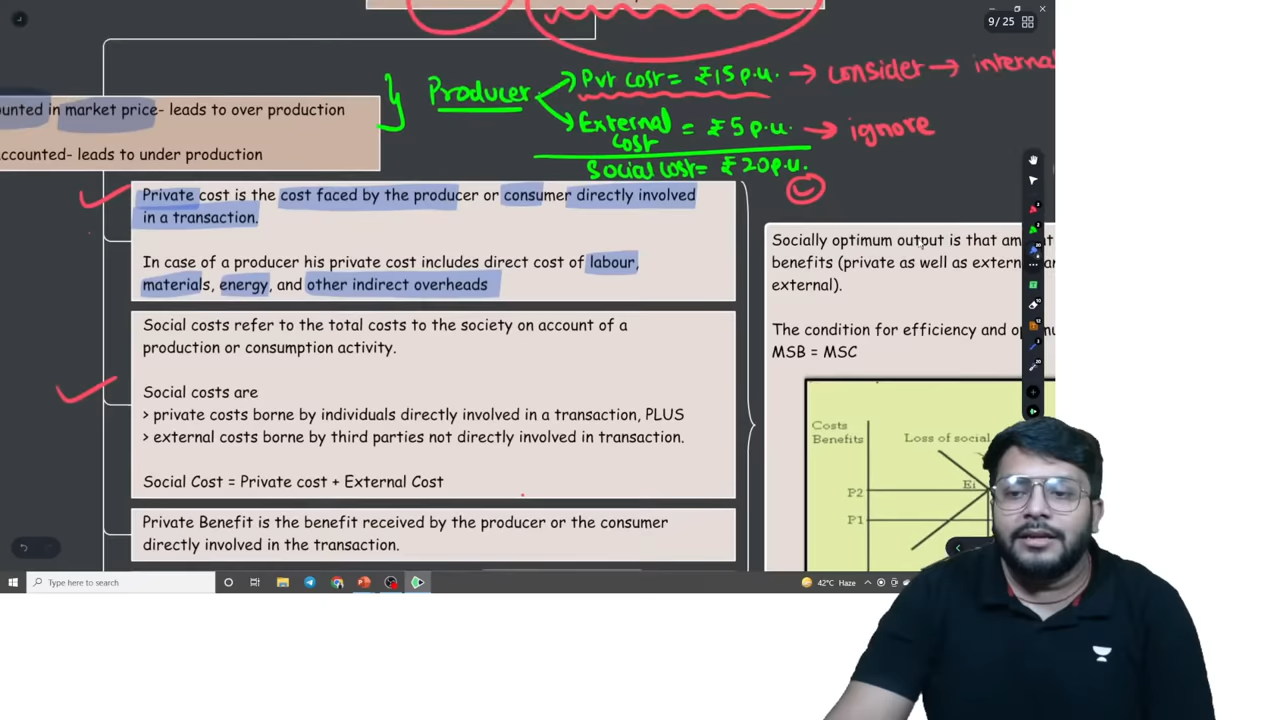 9/25
Producer
Pvt cost = ₹15 p.u. → consider → interna
External cost = ₹5 p.u. → ignore
Social cost = ₹20 p.u.
ounted in market price- leads to over production
accounted- leads to under production
Private cost is the cost faced by the producer or consumer directly involved
in a transaction.
In case of a producer his private cost includes direct cost of labour,
materials, energy, and other indirect overheads
Social costs refer to the total costs to the society on account of a
production or consumption activity.
Social costs are
> private costs borne by individuals directly involved in a transaction, PLUS
> external costs borne by third parties not directly involved in transaction.
Social Cost = Private cost + External Cost
Private Benefit is the benefit received by the producer or the consumer
directly involved in the transaction.
Socially optimum output is that am
benefits (private as well as extern
external).
The condition for efficiency and optim
MSB = MSC
Costs
Benefits
Loss of social
P2
Ei
P1
Type here to search
42°C Haze